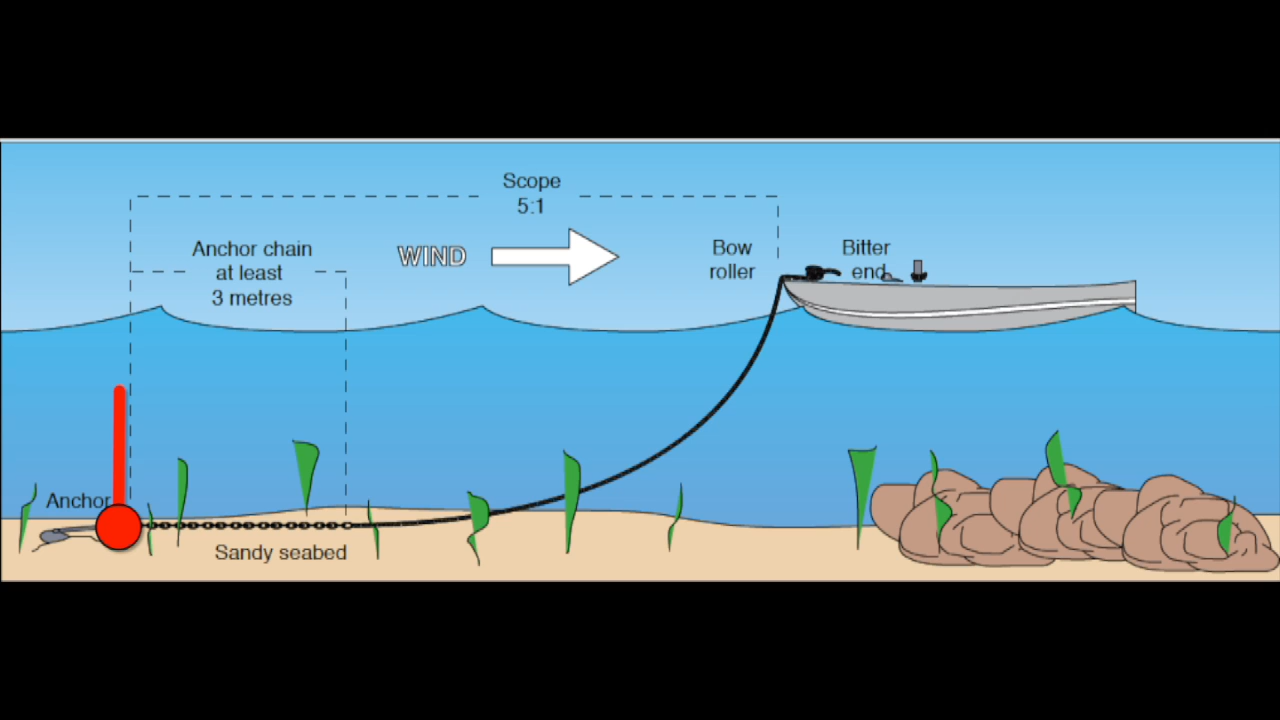 Scope
5:1
Anchor chain
at least
3 metres
WIND
Bow
roller
Bitter
end
Anchor
Sandy seabed